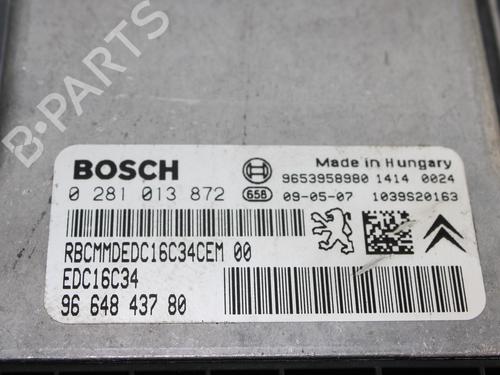 B-PARTS
BOSCH
Made in Hungary
9653958980 1414 0024
0 281 013 872
658
09-05-07 1039S20163
RBCMMDEDC16C34CEM 00
EDC16C34
96 648 437 80